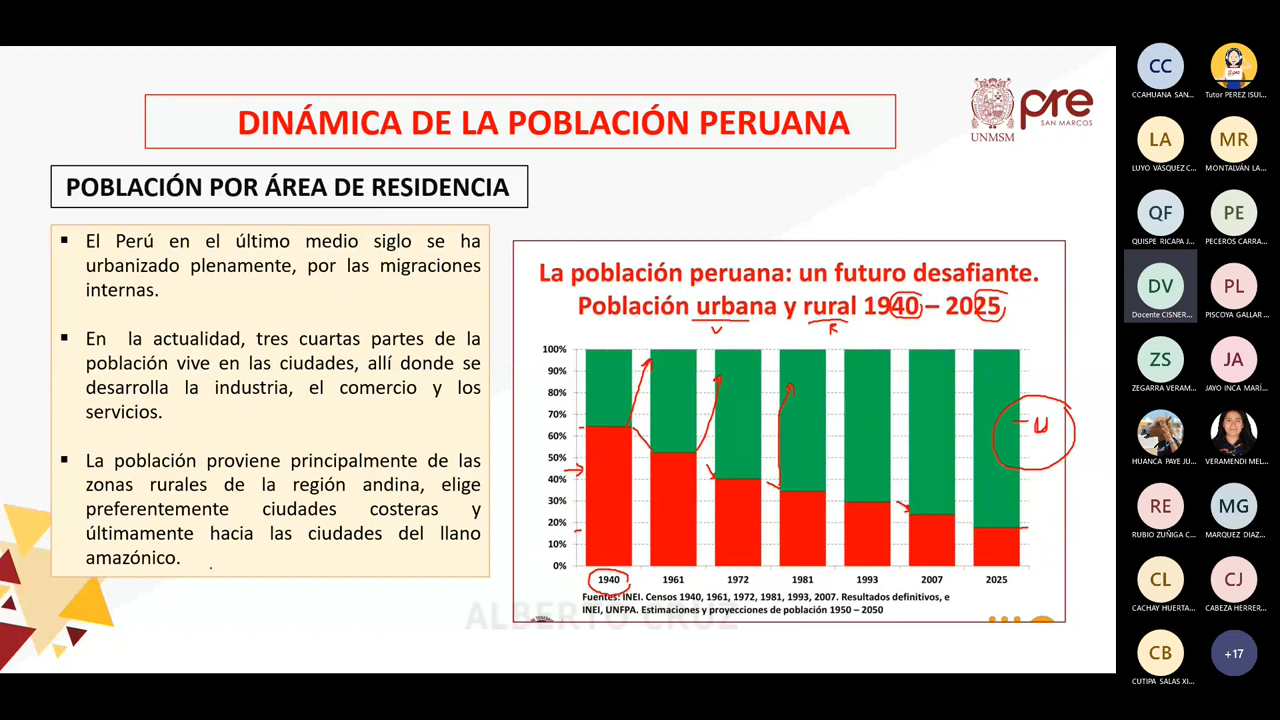 DINÁMICA DE LA POBLACIÓN PERUANA
UNMSM
pre
SAN MARCOS
POBLACIÓN POR ÁREA DE RESIDENCIA
▪ El Perú en el último medio siglo se ha
urbanizado plenamente, por las migraciones
internas.
▪ En la actualidad, tres cuartas partes de la
población vive en las ciudades, allí donde se
desarrolla la industria, el comercio y los
servicios.
▪ La población proviene principalmente de las
zonas rurales de la región andina, elige
preferentemente ciudades costeras y
últimamente hacia las ciudades del llano
amazónico.
La población peruana: un futuro desafiante.
Población urbana y rural 1940 – 2025
U R
100%
90%
80%
70%
60%
50%
40%
30%
20%
10%
0%
U
1940 1961 1972 1981 1993 2007 2025
Fuentes: INEI. Censos 1940, 1961, 1972, 1981, 1993, 2007. Resultados definitivos, e
INEI, UNFPA. Estimaciones y proyecciones de población 1950 – 2050
ALBERTO CRUZ
CC
CCAHUANA SAN...
Tutor PEREZ ISUI...
LA MR
LUYO VÁSQUEZ C... MONTALVÁN LA...
QF PE
QUISPE RICAPA J... PECEROS CARRA...
DV PL
Docente CISNER... PISCOYA GALLAR ...
ZS JA
ZEGARRA VERAM... JAYO INCA MARÍ...
HUANCA PAYE JU... VERAMENDI MEL...
RE MG
RUBIO ZUÑIGA C... MARQUEZ DIAZ...
CL CJ
CACHAY HUERTA... CABEZA HERRER...
CB +17
CUTIPA SALAS XI...